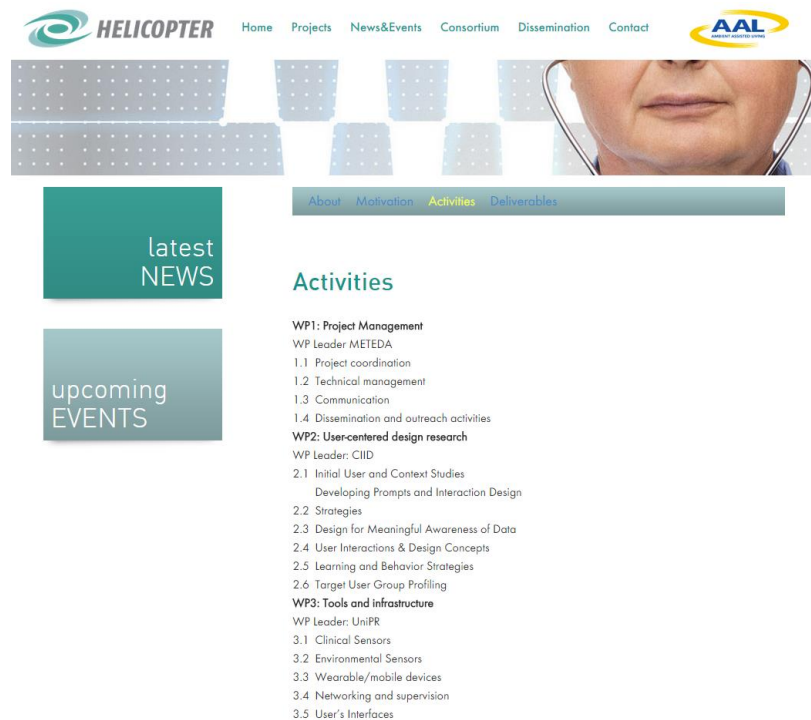 HELICOPTER
Home Projects News&Events Consortium Dissemination Contact
AAL
AMBIENT ASSISTED LIVING
latest
NEWS
upcoming
EVENTS
About Motivation Activities Deliverables
Activities
WP1: Project Management
WP Leader METEDA
1.1 Project coordination
1.2 Technical management
1.3 Communication
1.4 Dissemination and outreach activities
WP2: User-centered design research
WP Leader: CIID
2.1 Initial User and Context Studies
Developing Prompts and Interaction Design
2.2 Strategies
2.3 Design for Meaningful Awareness of Data
2.4 User Interactions & Design Concepts
2.5 Learning and Behavior Strategies
2.6 Target User Group Profiling
WP3: Tools and infrastructure
WP Leader: UniPR
3.1 Clinical Sensors
3.2 Environmental Sensors
3.3 Wearable/mobile devices
3.4 Networking and supervision
3.5 User's Interfaces